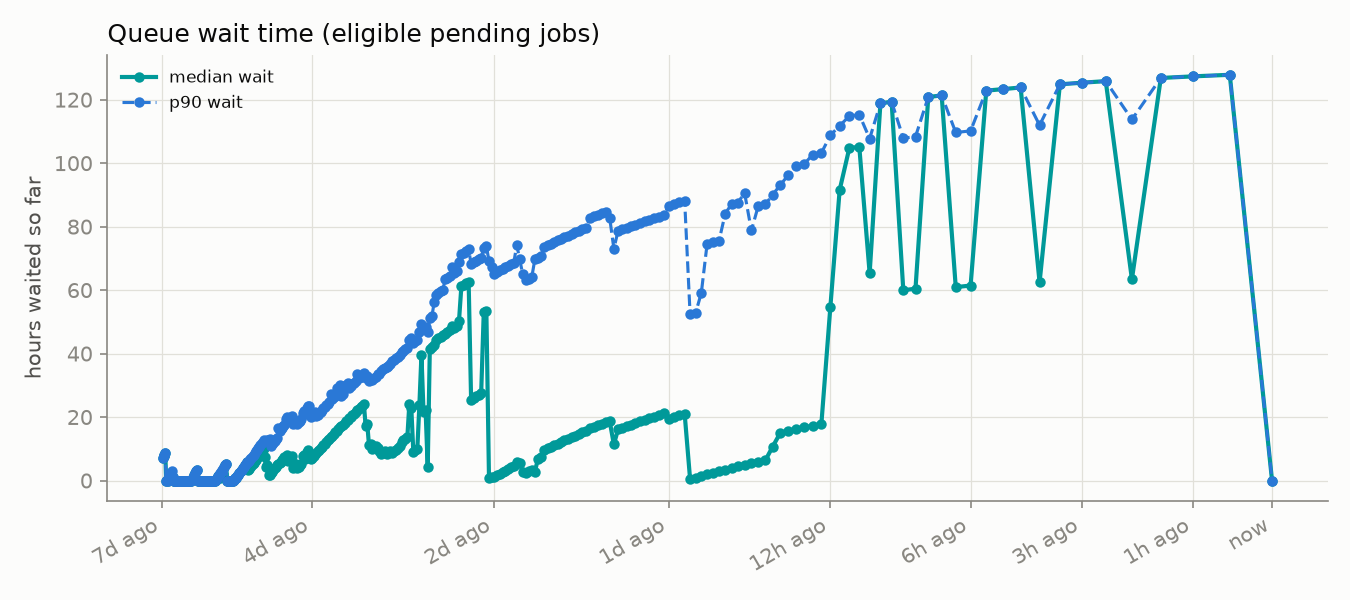 Queue wait time (eligible pending jobs)
median wait
p90 wait
hours waited so far
120
100
80
60
40
20
0
7d ago
4d ago
2d ago
1d ago
12h ago
6h ago
3h ago
1h ago
now